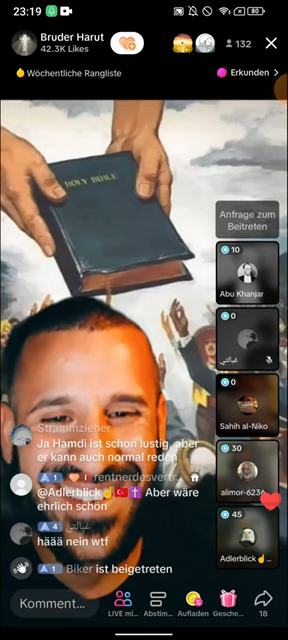 23:19
80
Bruder Harut
42.3K Likes
132
Wöchentliche Rangliste
Erkunden >
HOLY BIBLE
Anfrage zum
Beitreten
10
Abu Khanjar
0
0
Sahih al-Niko
30
alimor-6236
45
Adlerblick☝️...
Strammzieher
Ja Hamdi ist schon lustig, aber
er kann auch normal reden
1 1 rentnerdesvertr...
@Adlerblick☝️🇹🇷✝️ Aber wäre
ehrlich schön
4
häää nein wtf
1 Biker ist beigetreten
Komment...
LIVE mi...
Abstim...
Aufladen
Gesche...
18